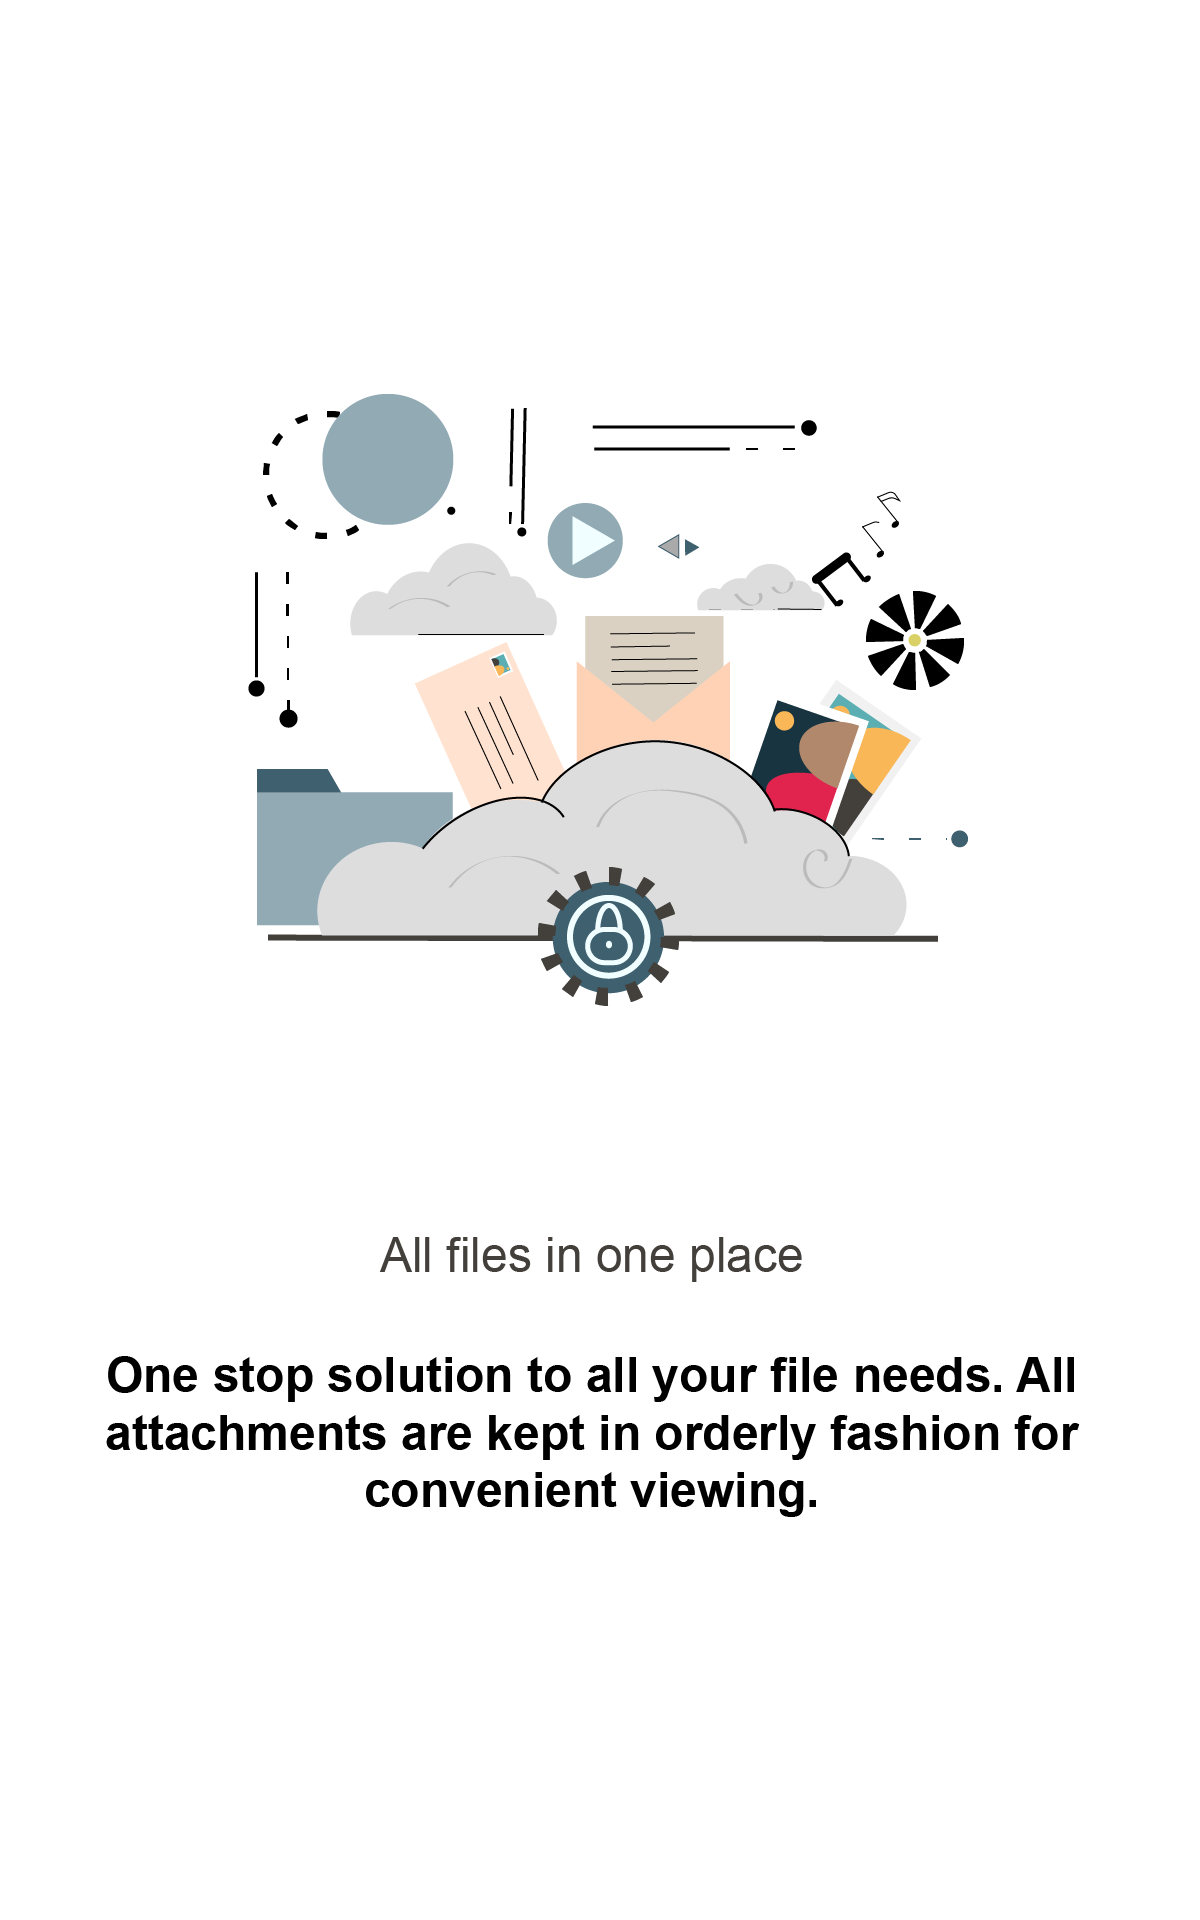 All files in one place
One stop solution to all your file needs. All
attachments are kept in orderly fashion for
convenient viewing.